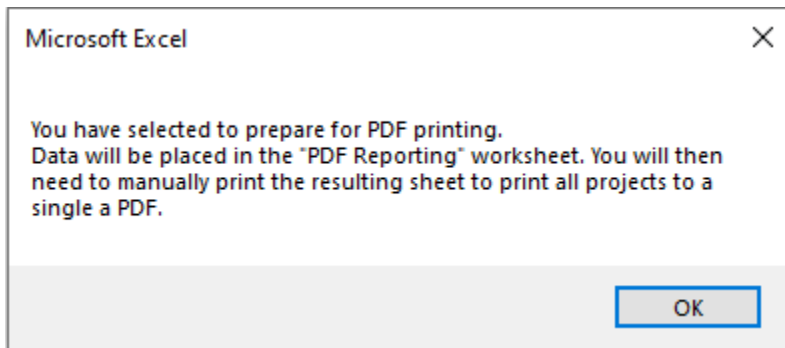 Microsoft Excel
You have selected to prepare for PDF printing.
Data will be placed in the "PDF Reporting" worksheet. You will then
need to manually print the resulting sheet to print all projects to a
single a PDF.
OK